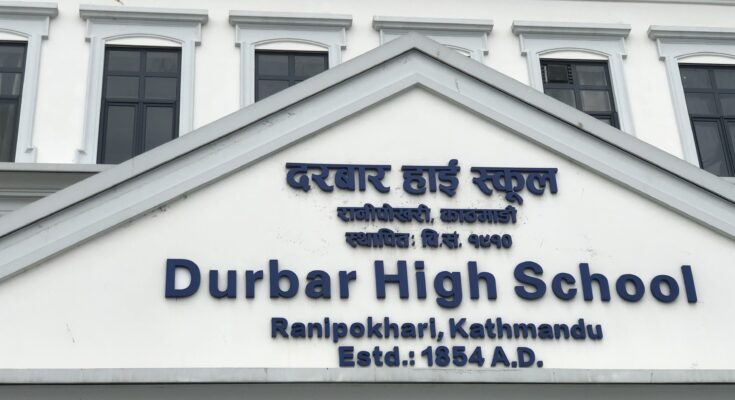 दरबार हाई स्कूल
रानीपोखरी, काठमाडौं
स्थापित: वि.सं. १९१०
Durbar High School
Ranipokhari, Kathmandu
Estd.: 1854 A.D.